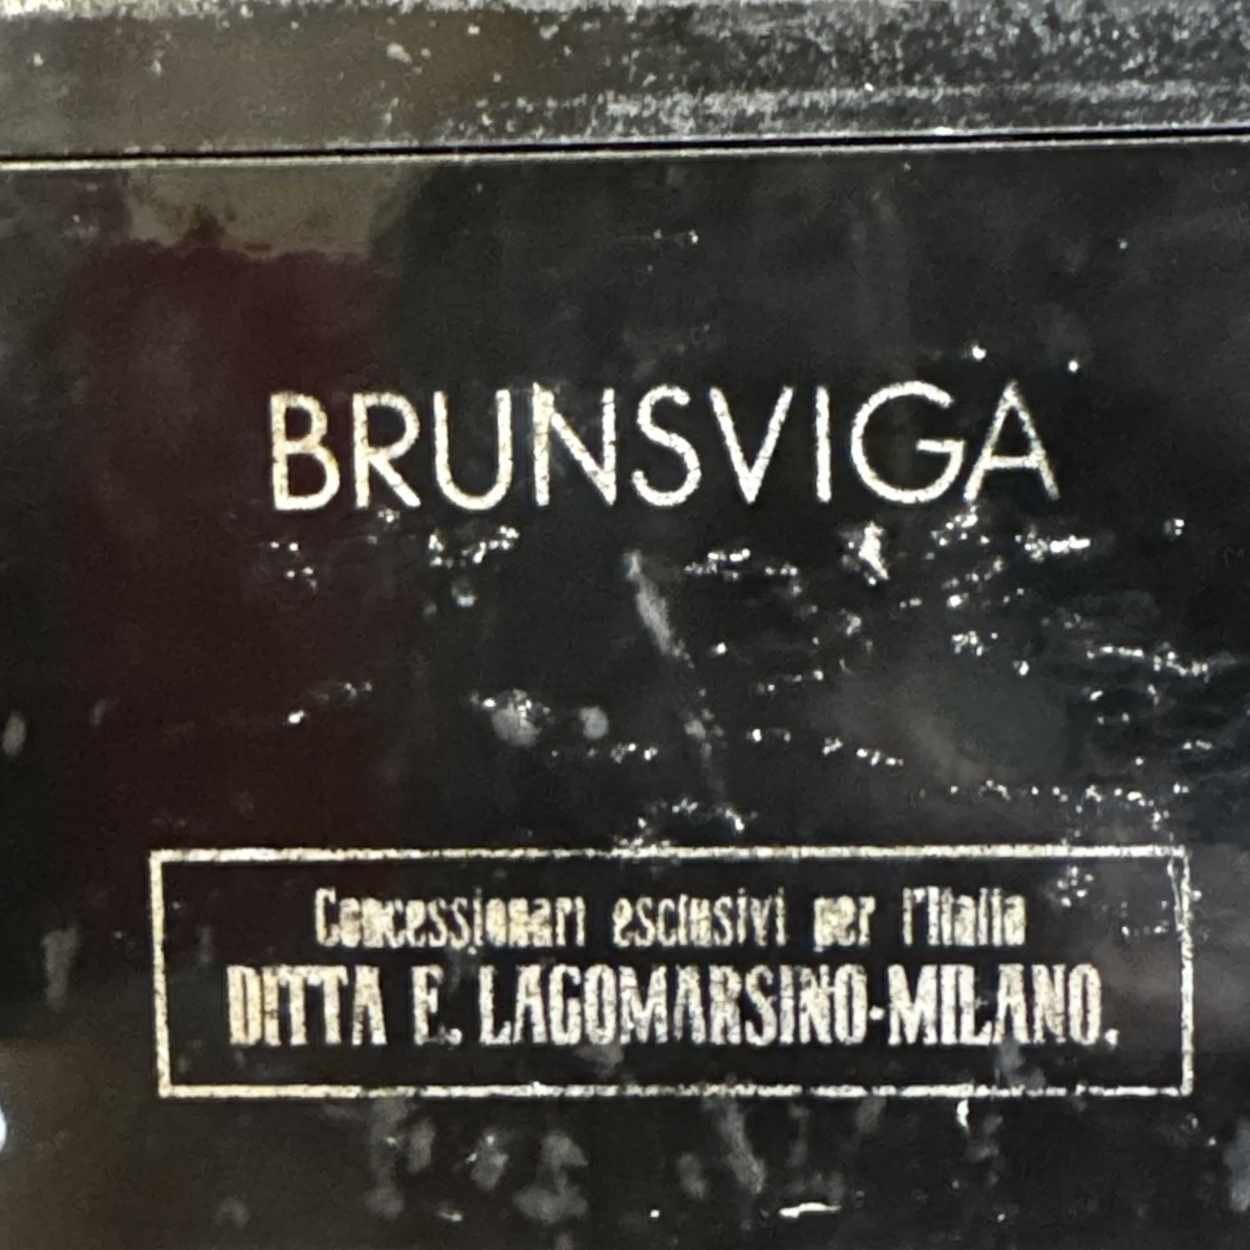 BRUNSVIGA
Concessionari esclusivi per l'Italia
DITTA E. LAGOMARSINO-MILANO.